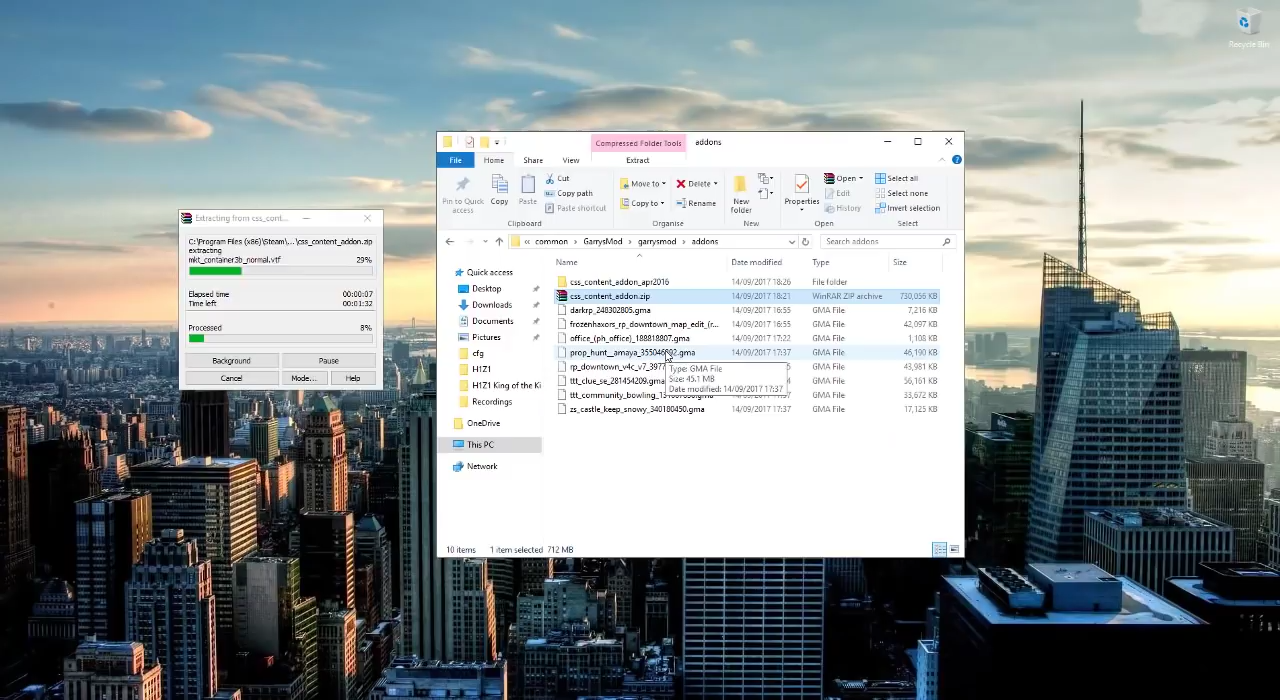 Recycle Bin
Compressed Folder Tools
addons
File
Home
Share
View
Extract
Pin to Quick access
Copy
Paste
Cut
Copy path
Paste shortcut
Clipboard
Move to
Copy to
Delete
Rename
Organise
New folder
New
Properties
Open
Edit
History
Open
Select all
Select none
Invert selection
Select
« common > GarrysMod > garrysmod > addons
Search addons
Extracting from css_cont...
C:\Program Files (x86)\Steam\...\css_content_addon.zip
extracting
mkt_container3b_normal.vtf 29%
Elapsed time 00:00:07
Time left 00:01:32
Processed 8%
Background
Pause
Cancel
Mode...
Help
Quick access
Desktop
Downloads
Documents
Pictures
cfg
H1Z1
H1Z1 King of the Ki
Recordings
OneDrive
This PC
Network
Name Date modified Type Size
css_content_addon_apr2016 14/09/2017 18:26 File folder
css_content_addon.zip 14/09/2017 18:21 WinRAR ZIP archive 730,056 KB
darkrp_248302805.gma 14/09/2017 16:55 GMA File 7,216 KB
frozenhaxors_rp_downtown_map_edit_(r... 14/09/2017 16:55 GMA File 42,097 KB
office_(ph_office)_188818807.gma 14/09/2017 17:22 GMA File 1,108 KB
14/09/2017 17:37 GMA File 46,190 KB
GMA File 43,981 KB
ttt_clue_se_281454209.gma GMA File 56,161 KB
GMA File 33,672 KB
zs_castle_keep_snowy_340180450.gma 14/09/2017 17:37 GMA File 17,125 KB
Type: GMA File
Size: 45.1 MB
Date modified: 14/09/2017 17:37
10 items 1 item selected 712 MB